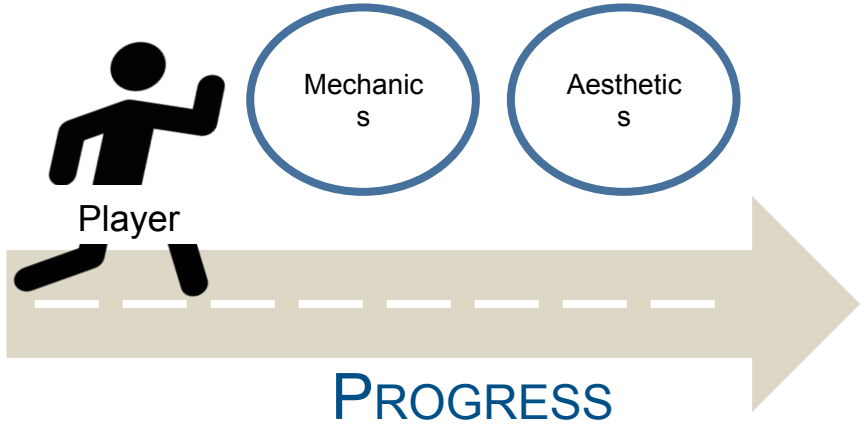 Mechanic
s
Aesthetic
s
Player
PROGRESS